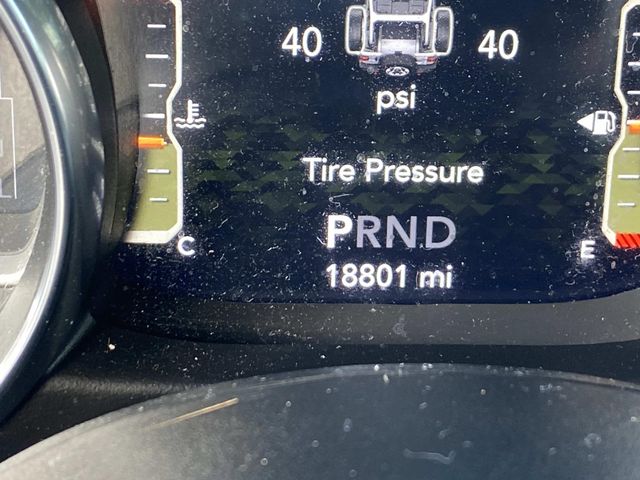 40 40
psi
Tire Pressure
PRND
C E
18801 mi